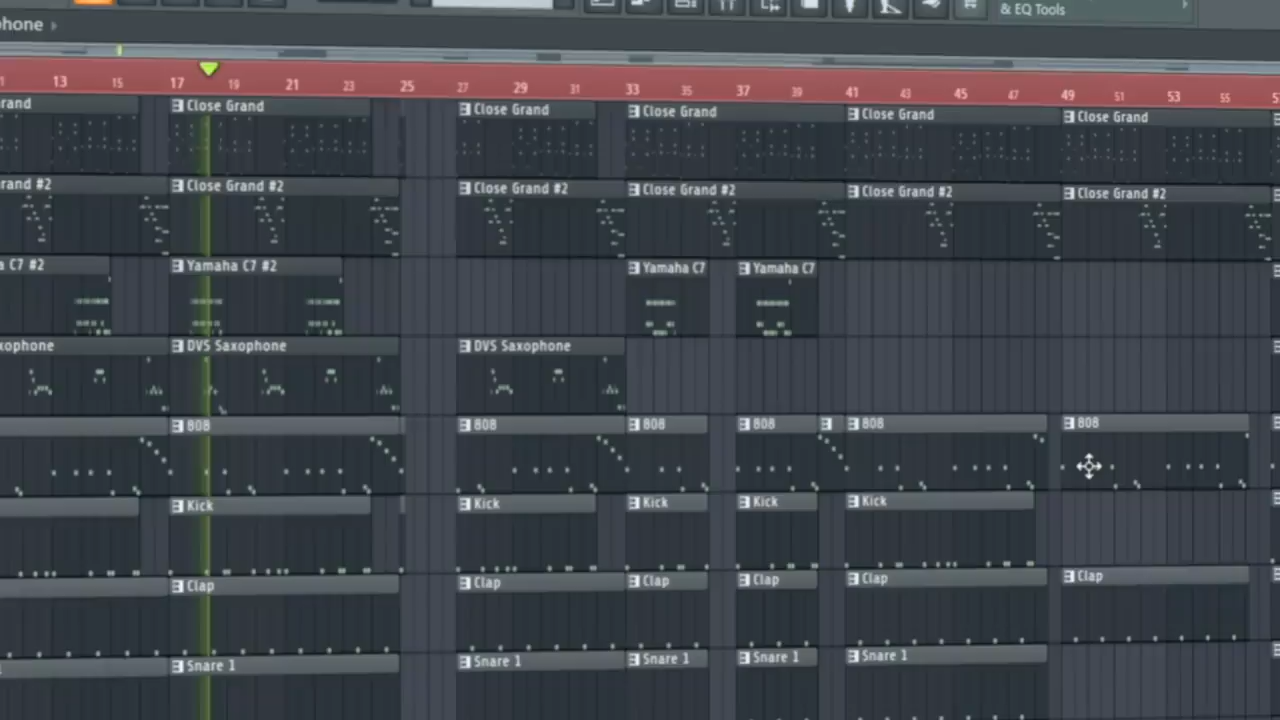 & EQ Tools
phone
13 15 17 19 21 23 25 27 29 31 33 35 37 39 41 43 45 47 49 51 53 55
rand Close Grand Close Grand Close Grand Close Grand Close Grand
rand #2 Close Grand #2 Close Grand #2 Close Grand #2 Close Grand #2 Close Grand #2
a C7 #2 Yamaha C7 #2 Yamaha C7 Yamaha C7
xophone DVS Saxophone DVS Saxophone
808 808 808 808 808 808
Kick Kick Kick Kick Kick
Clap Clap Clap Clap Clap Clap
Snare 1 Snare 1 Snare 1 Snare 1 Snare 1